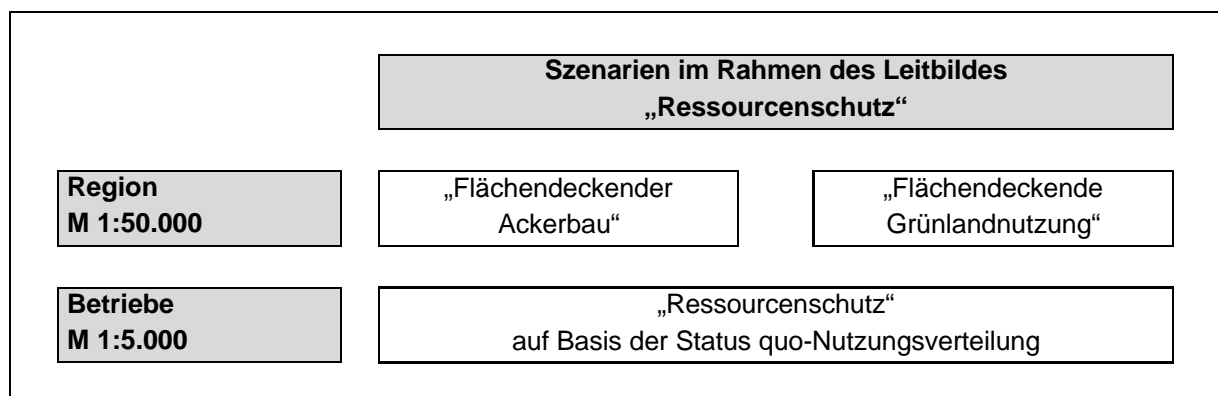 Szenarien im Rahmen des Leitbildes
„Ressourcenschutz“
Region
M 1:50.000
„Flächendeckender
Ackerbau“
„Flächendeckende
Grünlandnutzung“
Betriebe
M 1:5.000
„Ressourcenschutz“
auf Basis der Status quo-Nutzungsverteilung